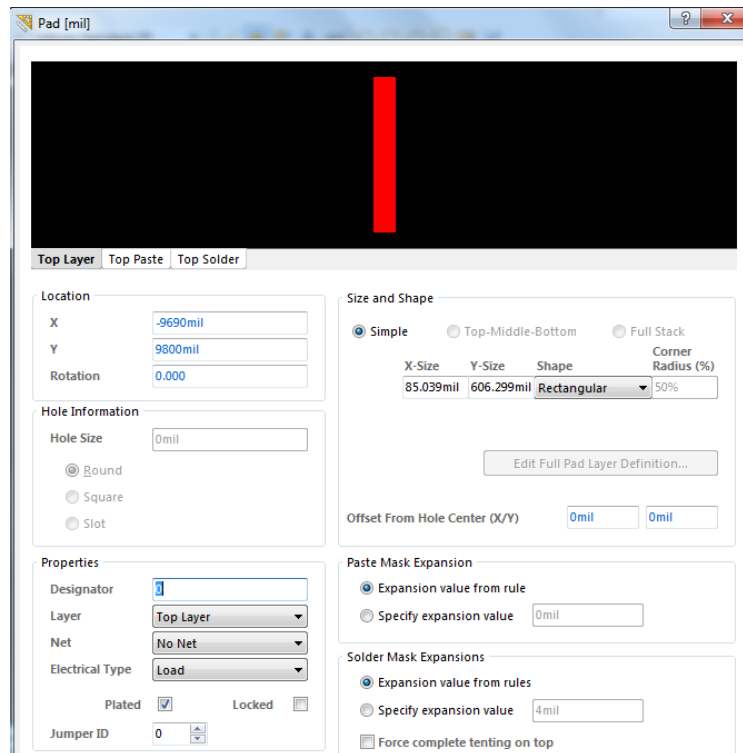 Pad [mil]
Top Layer Top Paste Top Solder
Location
X -9690mil
Y 9800mil
Rotation 0.000
Hole Information
Hole Size 0mil
Round
Square
Slot
Properties
Designator 0
Layer Top Layer
Net No Net
Electrical Type Load
Plated Locked
Jumper ID 0
Size and Shape
Simple Top-Middle-Bottom Full Stack
X-Size Y-Size Shape Corner Radius (%)
85.039mil 606.299mil Rectangular 50%
Edit Full Pad Layer Definition...
Offset From Hole Center (X/Y) 0mil 0mil
Paste Mask Expansion
Expansion value from rule
Specify expansion value 0mil
Solder Mask Expansions
Expansion value from rules
Specify expansion value 4mil
Force complete tenting on top